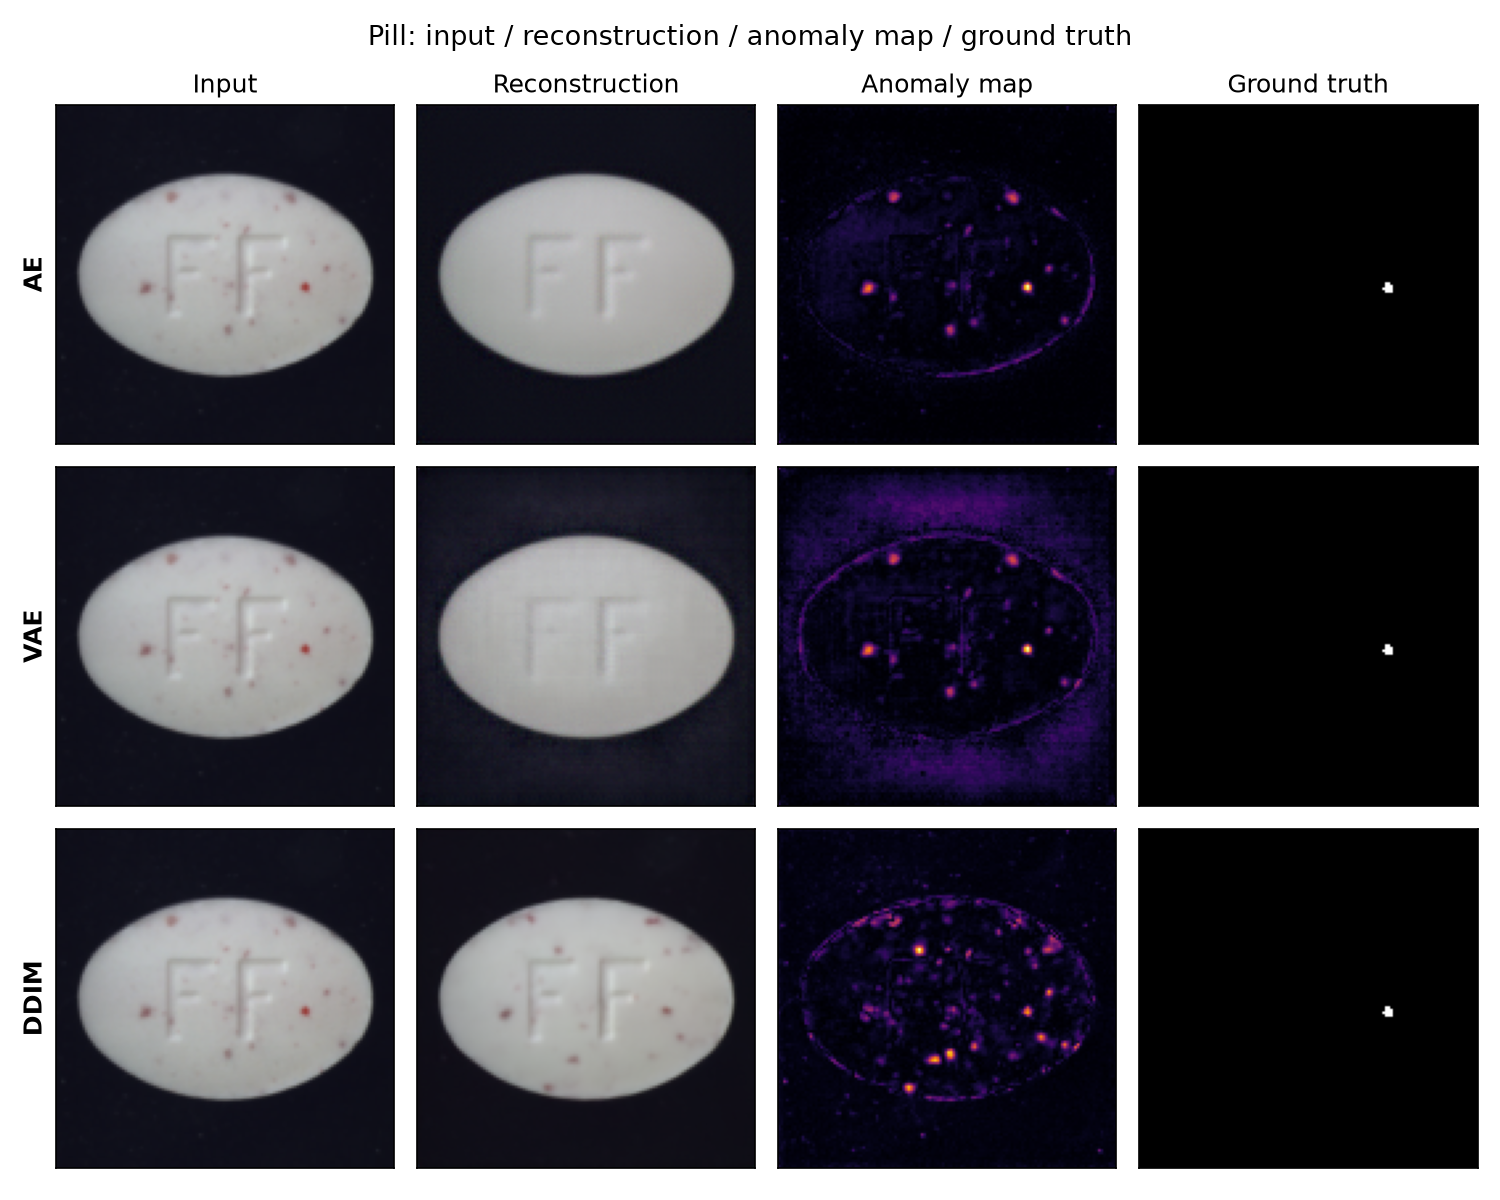 Pill: input / reconstruction / anomaly map / ground truth
Input Reconstruction Anomaly map Ground truth
AE
FF FF
VAE
FF FF
DDIM
FF FF